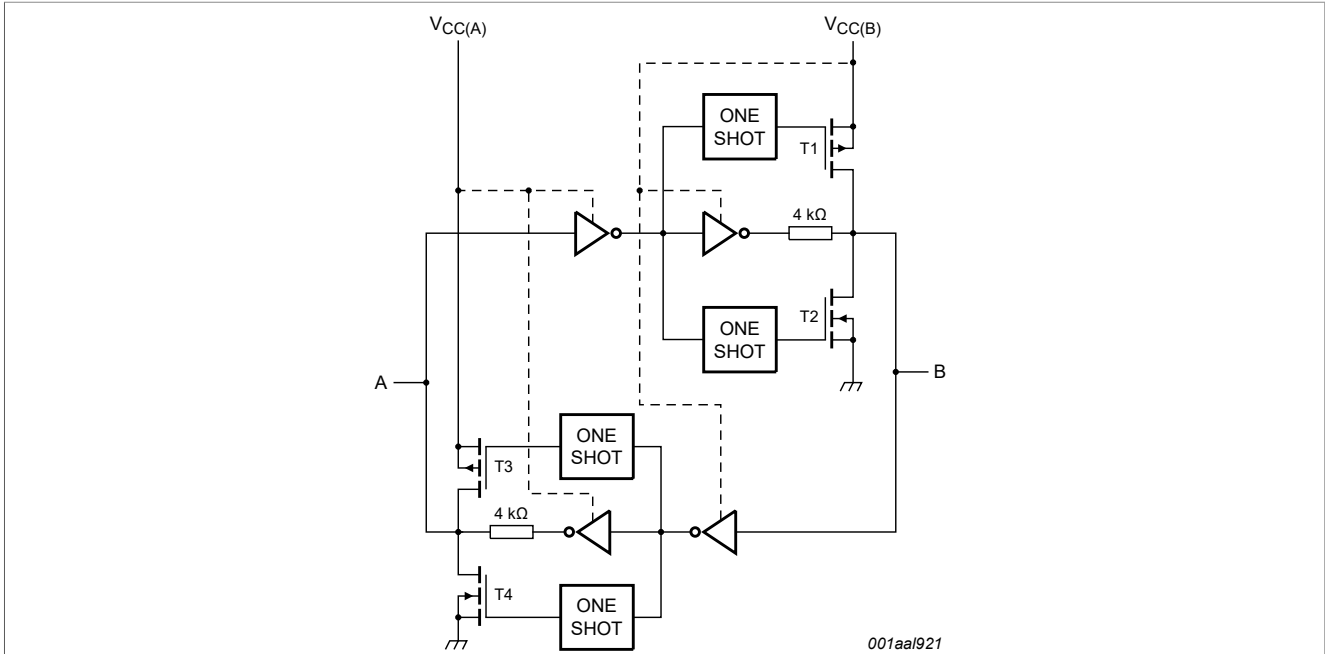 VCC(A)
VCC(B)
ONE
SHOT
T1
4 kΩ
ONE
SHOT
T2
A
B
ONE
SHOT
T3
4 kΩ
ONE
SHOT
T4
001aal921